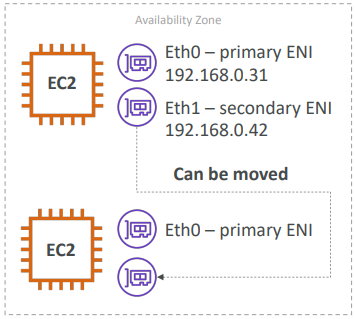 Availability Zone
EC2
Eth0 – primary ENI
192.168.0.31
Eth1 – secondary ENI
192.168.0.42
Can be moved
EC2
Eth0 – primary ENI